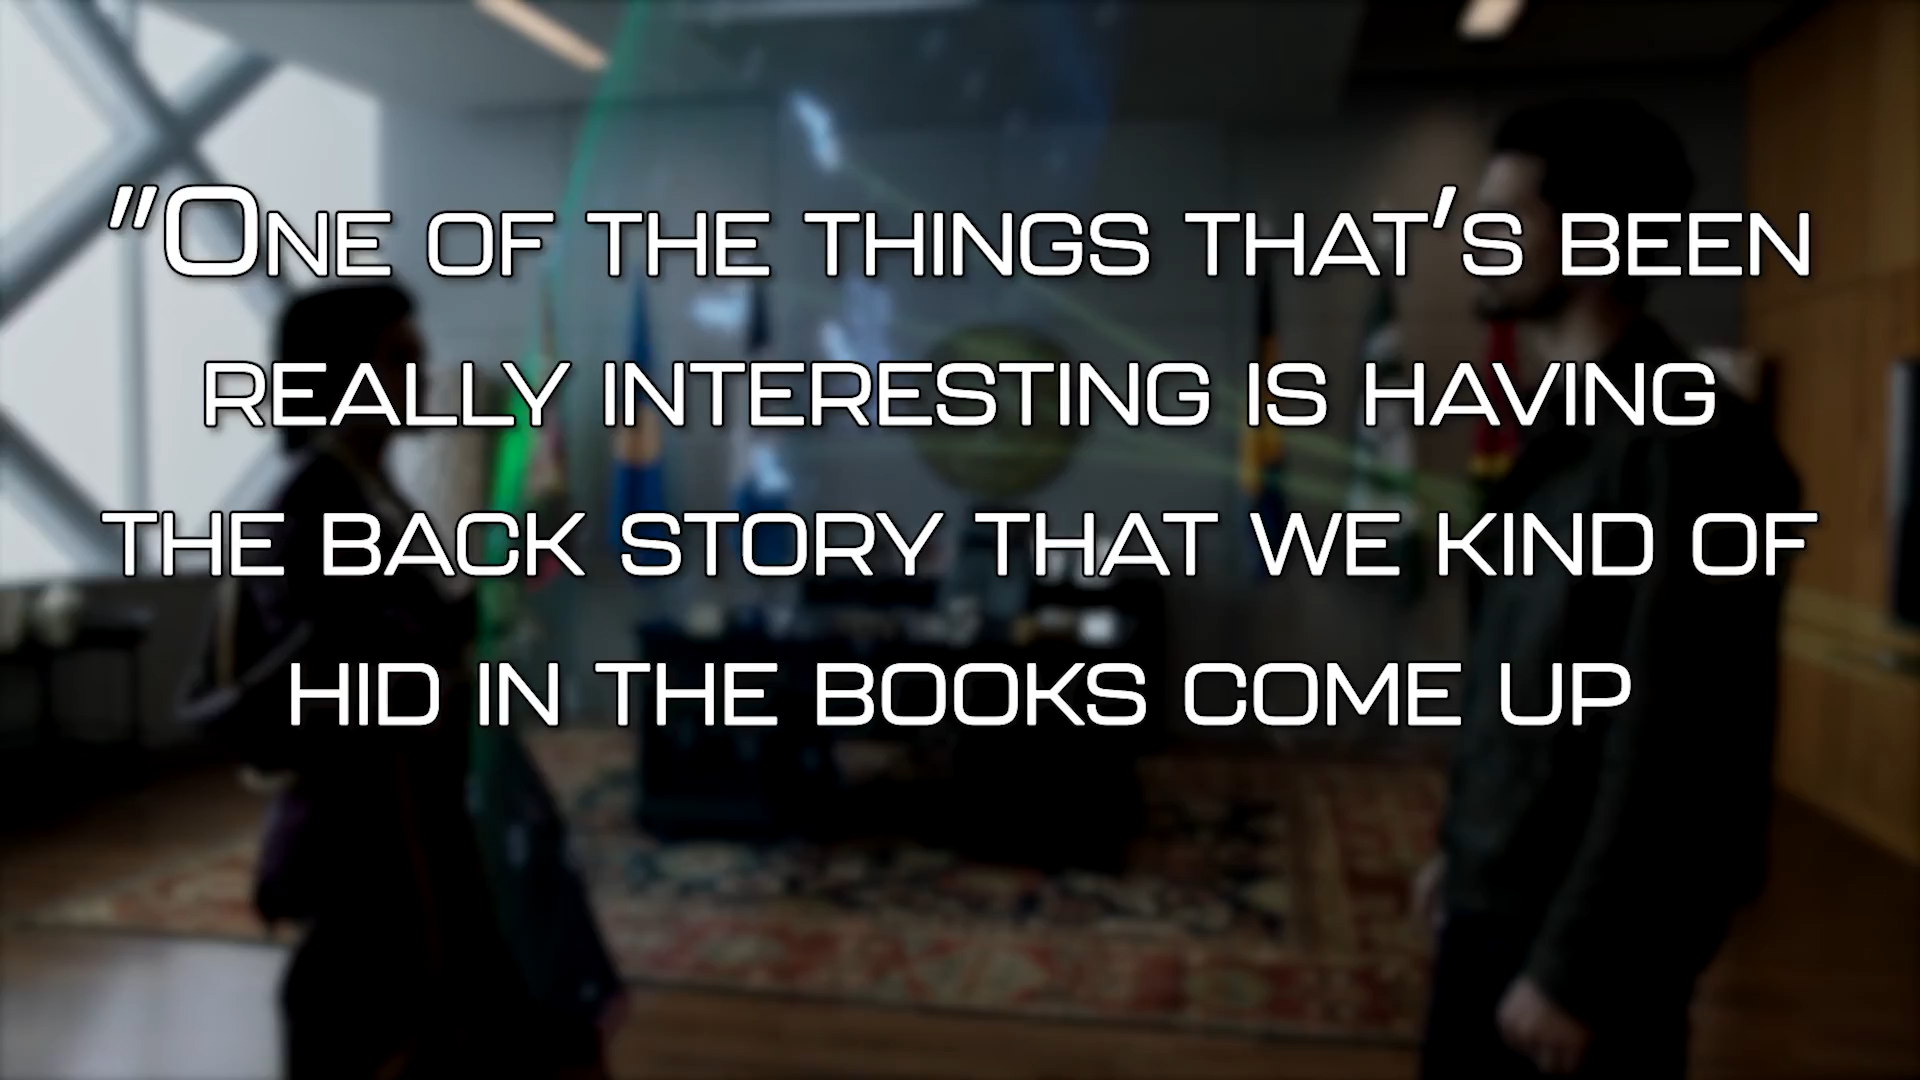 "One of the things that's been
really interesting is having
the back story that we kind of
hid in the books come up